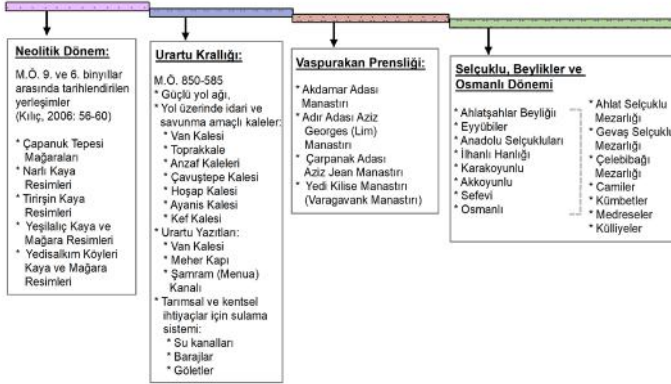 Neolitik Dönem:
M.Ö. 9. ve 6. binyıllar
arasında tarihlendirilen
yerleşimler
(Kılıç, 2006: 56-60)
* Çapanuk Tepesi
Mağaraları
* Narlı Kaya
Resimleri
* Tirirşin Kaya
Resimleri
* Yeşilalıç Kaya ve
Mağara Resimleri
* Yedisalkım Köyleri
Kaya ve Mağara
Resimleri
Urartu Krallığı:
M.Ö. 850-585
* Güçlü yol ağı,
* Yol üzerinde idari ve
savunma amaçlı kaleler:
* Van Kalesi
* Toprakkale
* Anzaf Kaleleri
* Çavuştepe Kalesi
* Hoşap Kalesi
* Ayanis Kalesi
* Kef Kalesi
* Urartu Yazıtları:
* Van Kalesi
* Meher Kapı
* Şamram (Menua)
Kanalı
* Tarımsal ve kentsel
ihtiyaçlar için sulama
sistemi:
* Su kanalları
* Barajlar
* Göletler
Vaspurakan Prensliği:
* Akdamar Adası
Manastırı
* Adır Adası Aziz
Georges (Lim)
Manastırı
* Çarpanak Adası
Aziz Jean Manastırı
* Yedi Kilise Manastırı
(Varagavank Manastırı)
Selçuklu, Beylikler ve
Osmanlı Dönemi
* Ahlatşahlar Beyliği
* Eyyübiler
* Anadolu Selçukluları
* İlhanlı Hanlığı
* Karakoyunlu
* Akkoyunlu
* Sefevi
* Osmanlı
* Ahlat Selçuklu
Mezarlığı
* Gevaş Selçuklu
Mezarlığı
* Çelebibağı
Mezarlığı
* Camiler
* Kümbetler
* Medreseler
* Külliyeler